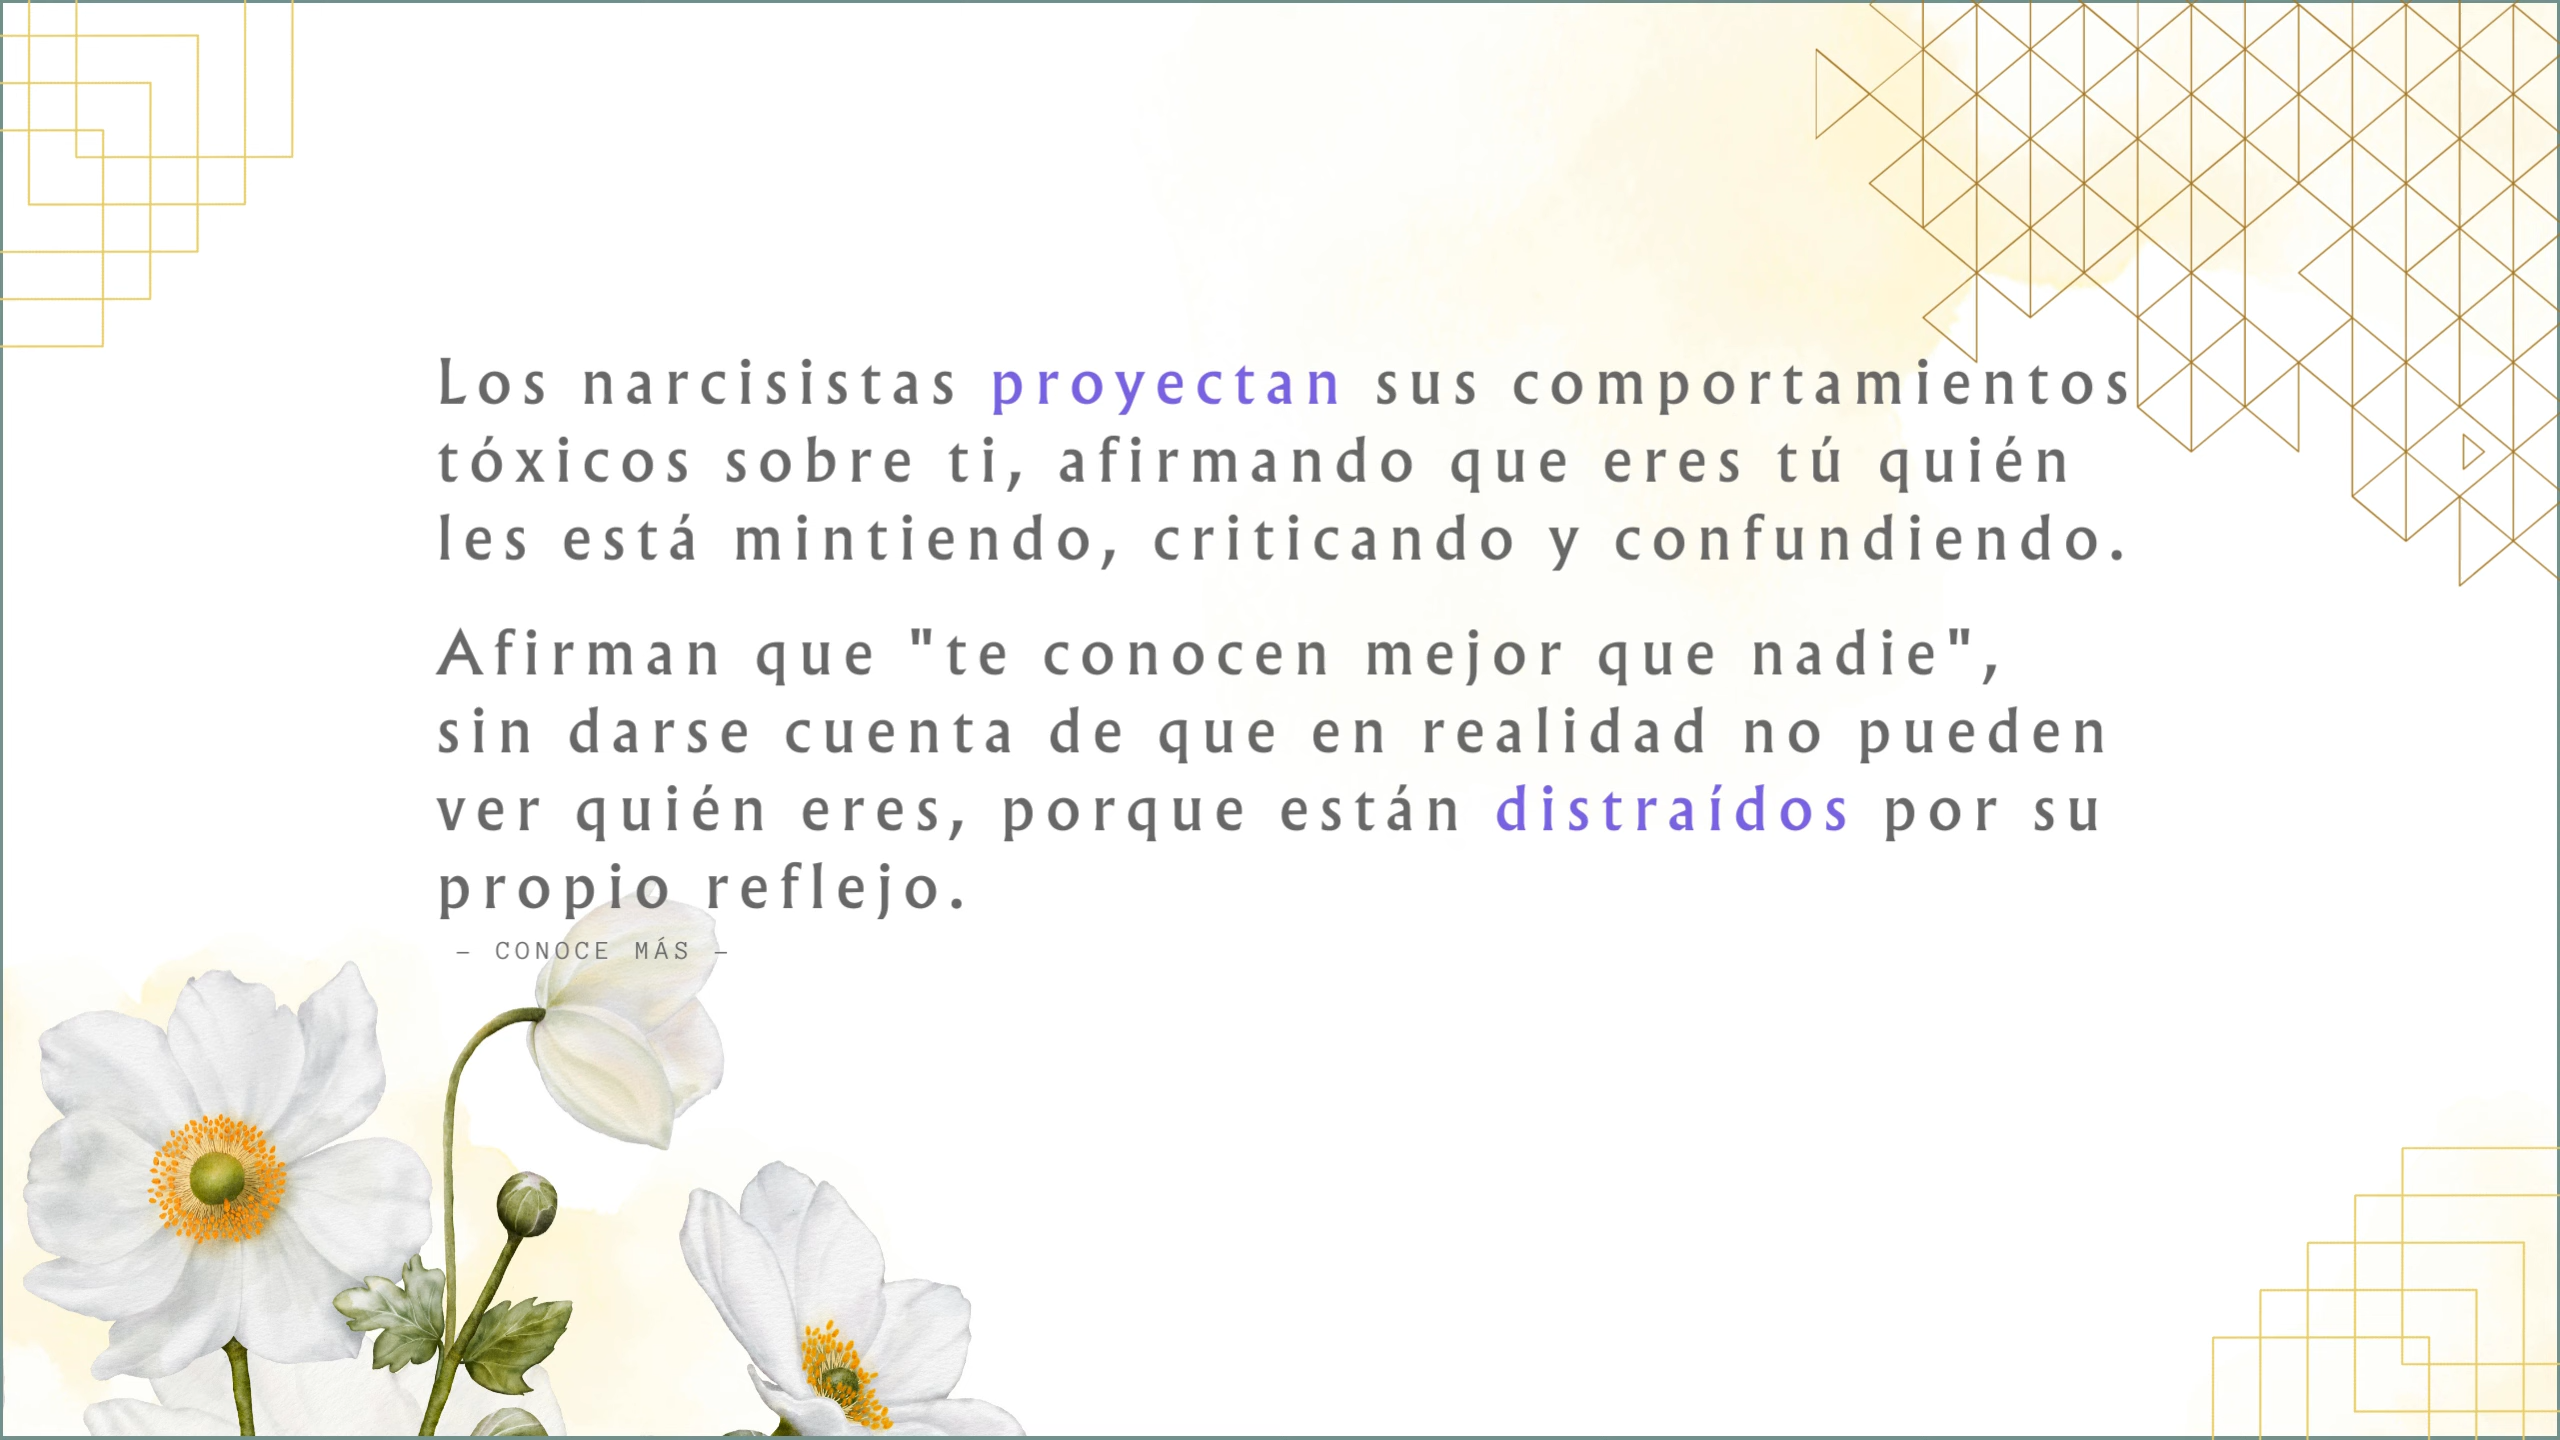 Los narcisistas proyectan sus comportamientos
tóxicos sobre ti, afirmando que eres tú quién
les está mintiendo, criticando y confundiendo.
Afirman que "te conocen mejor que nadie",
sin darse cuenta de que en realidad no pueden
ver quién eres, porque están distraídos por su
propio reflejo.
– CONOCE MÁS –